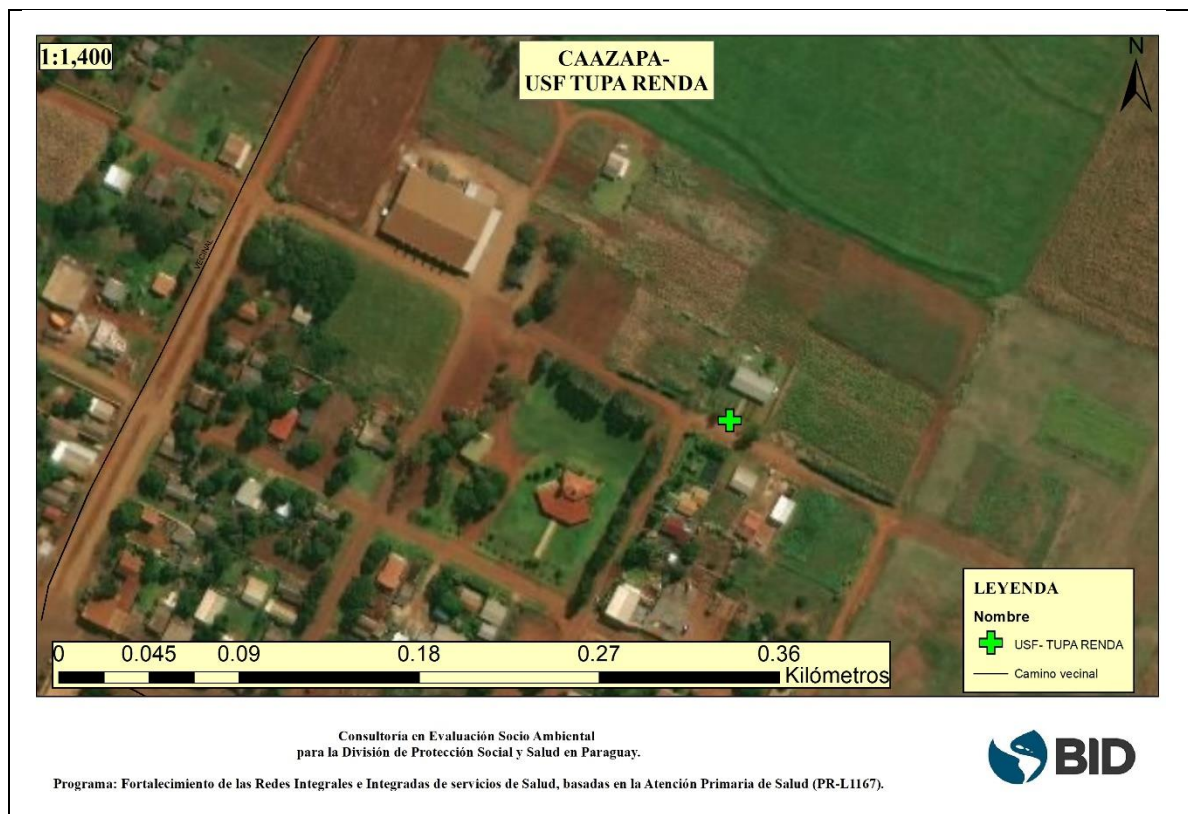 1:1,400
CAAZAPA-
USF TUPA RENDA
N
VECINAL
LEYENDA
Nombre
USF- TUPA RENDA
Camino vecinal
0 0.045 0.09 0.18 0.27 0.36
Kilómetros
Consultoría en Evaluación Socio Ambiental
para la División de Protección Social y Salud en Paraguay.
BID
Programa: Fortalecimiento de las Redes Integrales e Integradas de servicios de Salud, basadas en la Atención Primaria de Salud (PR-L1167).